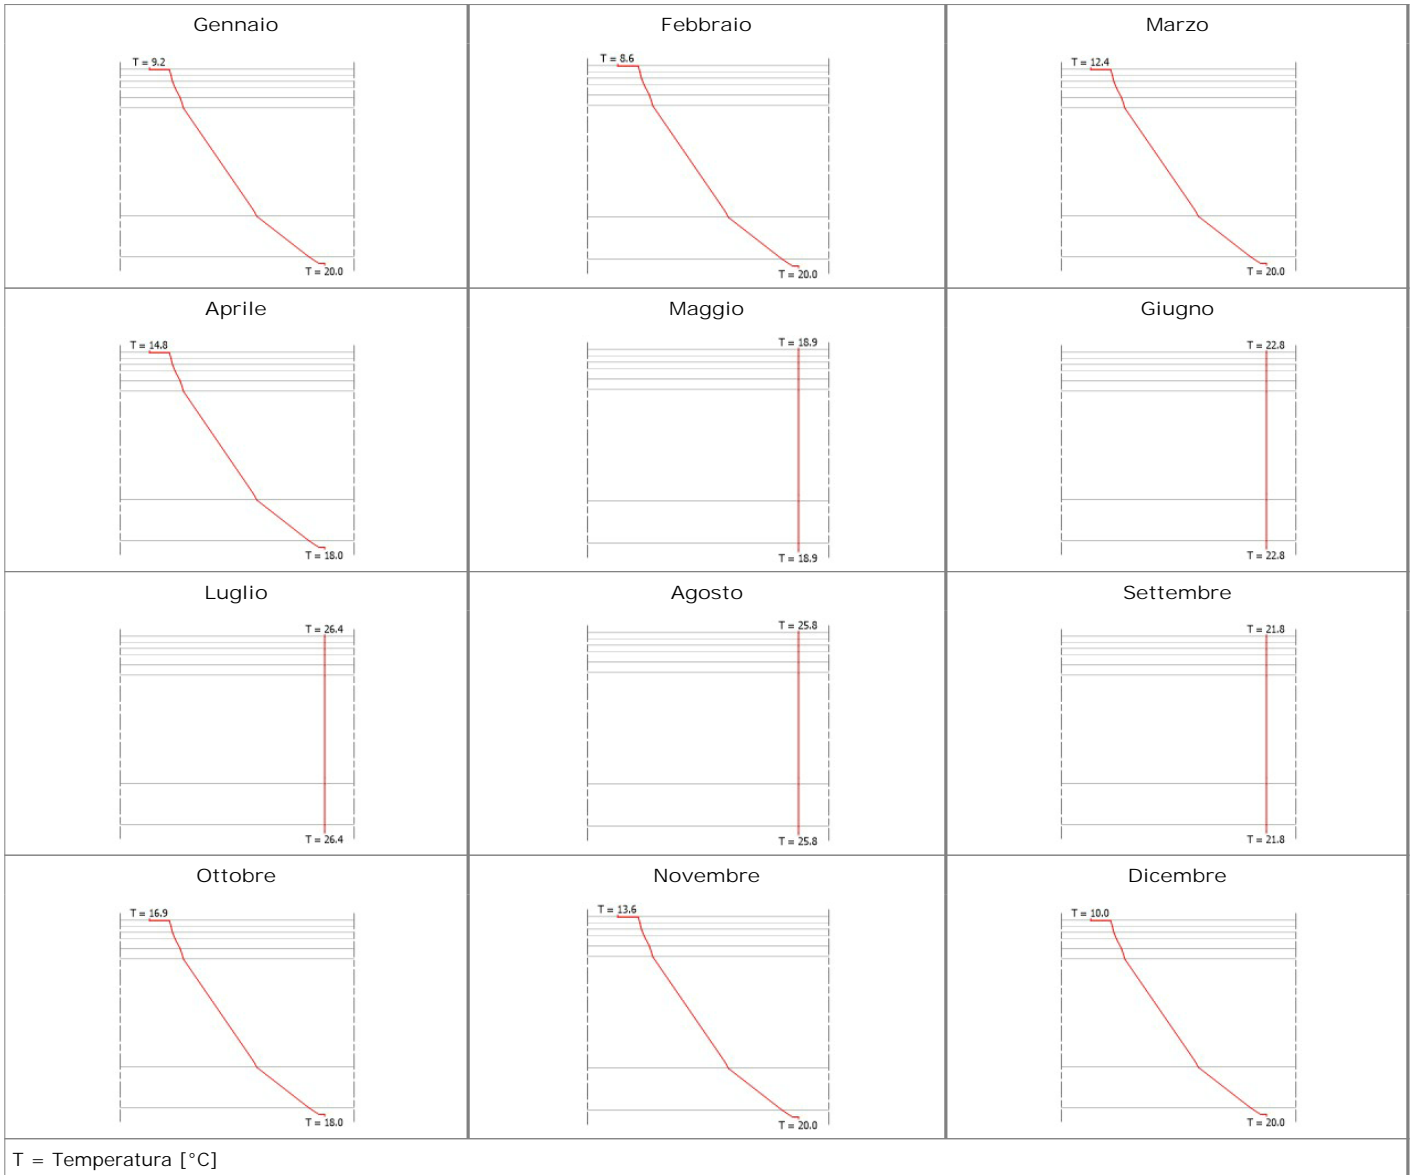 Gennaio
T = 9.2
T = 20.0
Febbraio
T = 8.6
T = 20.0
Marzo
T = 12.4
T = 20.0
Aprile
T = 14.8
T = 18.0
Maggio
T = 18.9
T = 18.9
Giugno
T = 22.8
T = 22.8
Luglio
T = 26.4
T = 26.4
Agosto
T = 25.8
T = 25.8
Settembre
T = 21.8
T = 21.8
Ottobre
T = 16.9
T = 18.0
Novembre
T = 13.6
T = 20.0
Dicembre
T = 10.0
T = 20.0
T = Temperatura [°C]